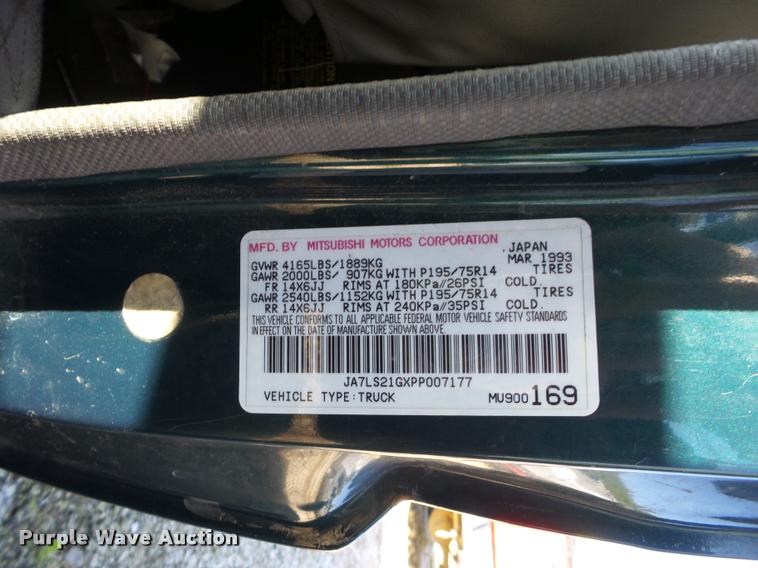 CAUTION
MFD. BY MITSUBISHI MOTORS CORPORATION , JAPAN
GVWR 4165LBS/1889KG MAR 1993
GAWR 2000LBS/ 907KG WITH P195/75R14 TIRES
FR 14X6JJ RIMS AT 180KPa//26PSI COLD.
GAWR 2540LBS/1152KG WITH P195/75R14 TIRES
RR 14X6JJ RIMS AT 240KPa//35PSI COLD.
THIS VEHICLE CONFORMS TO ALL APPLICABLE FEDERAL MOTOR VEHICLE SAFETY STANDARDS
IN EFFECT ON THE DATE OF MANUFACTURE SHOWN ABOVE.
JA7LS21GXPP007177
VEHICLE TYPE:TRUCK MU900169
Purple Wave Auction